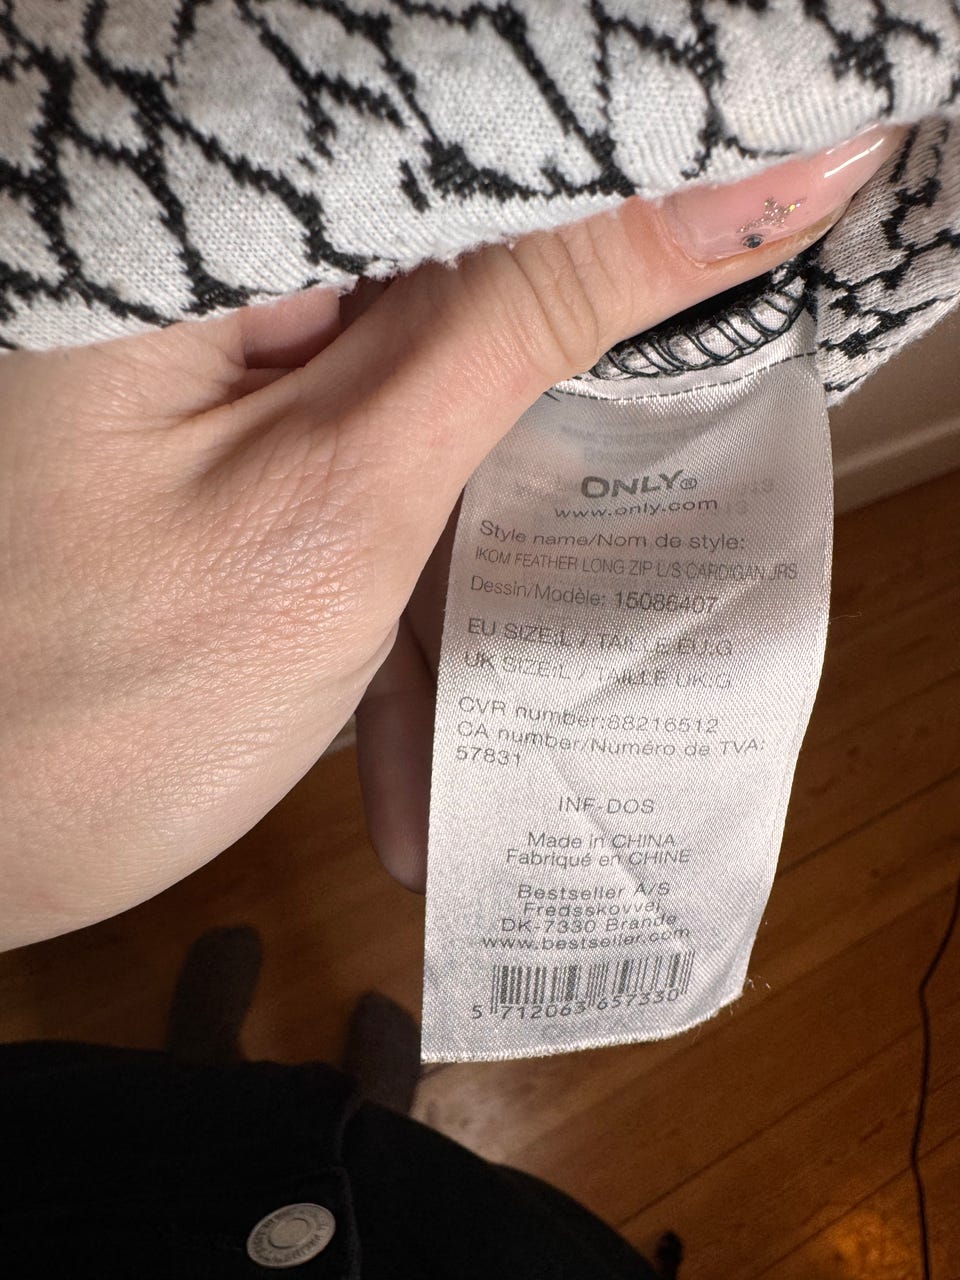 ONLY®
www.only.com
Style name/Nom de style:
IKOM FEATHER LONG ZIP L/S CARDIGAN JRS
Dessin/Modèle: 15086407
EU SIZE:L / TAILLE EU:G
UK SIZE:L / TAILLE UK:G
CVR number:88216512
CA number/Numéro de TVA:
57831
INF-DOS
Made in CHINA
Fabriqué en CHINE
Bestseller A/S
Fredsskovvej
DK-7330 Brande
www.bestseller.com
5 712063 657330